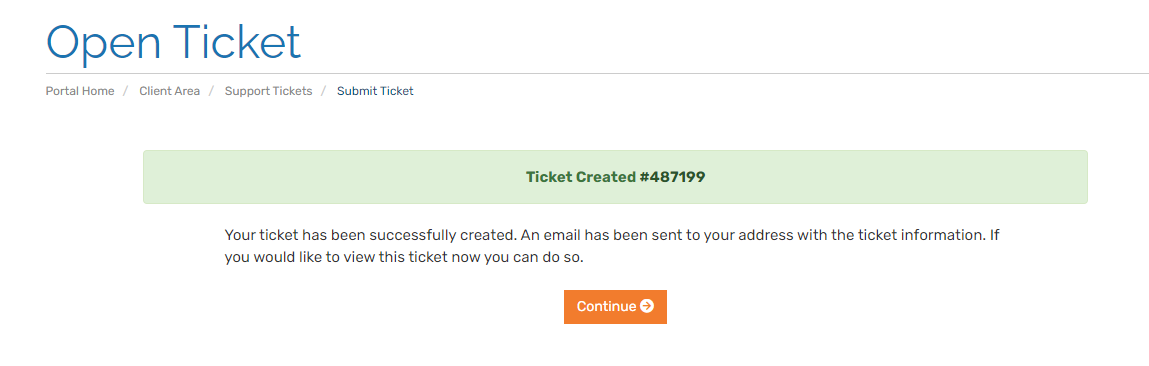 Open Ticket
Portal Home / Client Area / Support Tickets / Submit Ticket
Ticket Created #487199
Your ticket has been successfully created. An email has been sent to your address with the ticket information. If
you would like to view this ticket now you can do so.
Continue